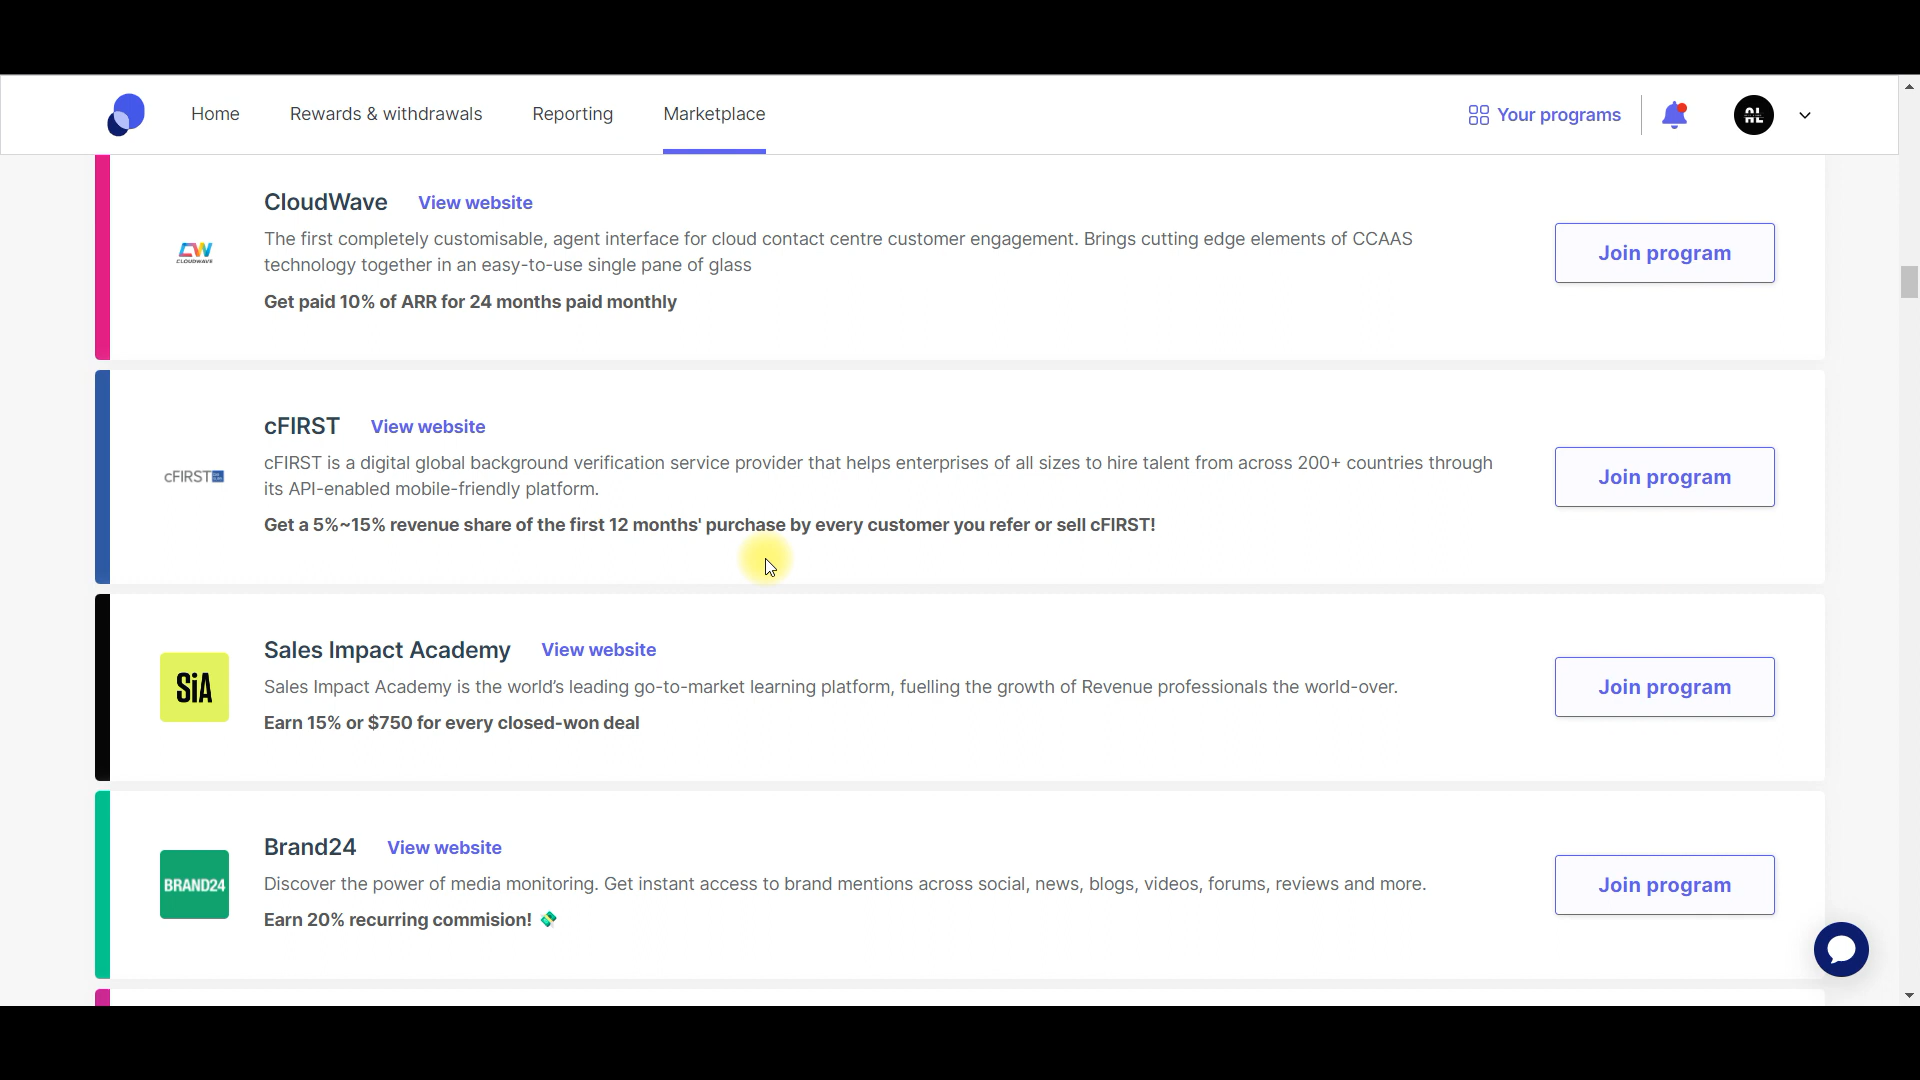 Home Rewards & withdrawals Reporting Marketplace Your programs AL
CloudWave View website
The first completely customisable, agent interface for cloud contact centre customer engagement. Brings cutting edge elements of CCAAS
technology together in an easy-to-use single pane of glass
Get paid 10% of ARR for 24 months paid monthly
CW
CLOUDWAVE
Join program
cFIRST View website
cFIRST is a digital global background verification service provider that helps enterprises of all sizes to hire talent from across 200+ countries through
its API-enabled mobile-friendly platform.
Get a 5%~15% revenue share of the first 12 months' purchase by every customer you refer or sell cFIRST!
cFIRST
Join program
Sales Impact Academy View website
Sales Impact Academy is the world's leading go-to-market learning platform, fuelling the growth of Revenue professionals the world-over.
Earn 15% or $750 for every closed-won deal
SiA
Join program
Brand24 View website
Discover the power of media monitoring. Get instant access to brand mentions across social, news, blogs, videos, forums, reviews and more.
Earn 20% recurring commision! 💸
BRAND24
Join program